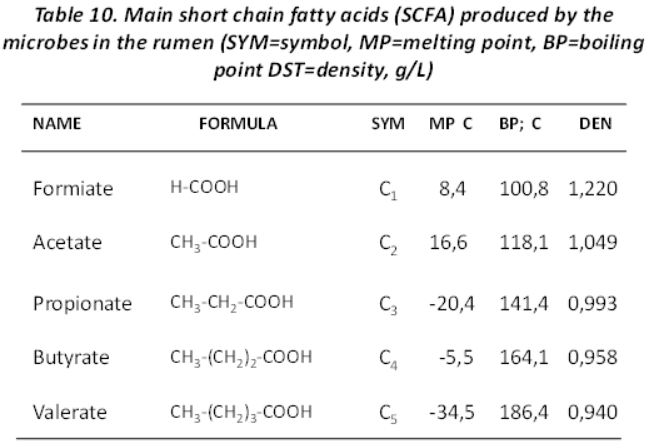 Table 10. Main short chain fatty acids (SCFA) produced by the
microbes in the rumen (SYM=symbol, MP=melting point, BP=boiling
point DST=density, g/L)
NAME FORMULA SYM MP C BP; C DEN
Formiate H-COOH C₁ 8,4 100,8 1,220
Acetate CH₃-COOH C₂ 16,6 118,1 1,049
Propionate CH₃-CH₂-COOH C₃ -20,4 141,4 0,993
Butyrate CH₃-(CH₂)₂-COOH C₄ -5,5 164,1 0,958
Valerate CH₃-(CH₂)₃-COOH C₅ -34,5 186,4 0,940